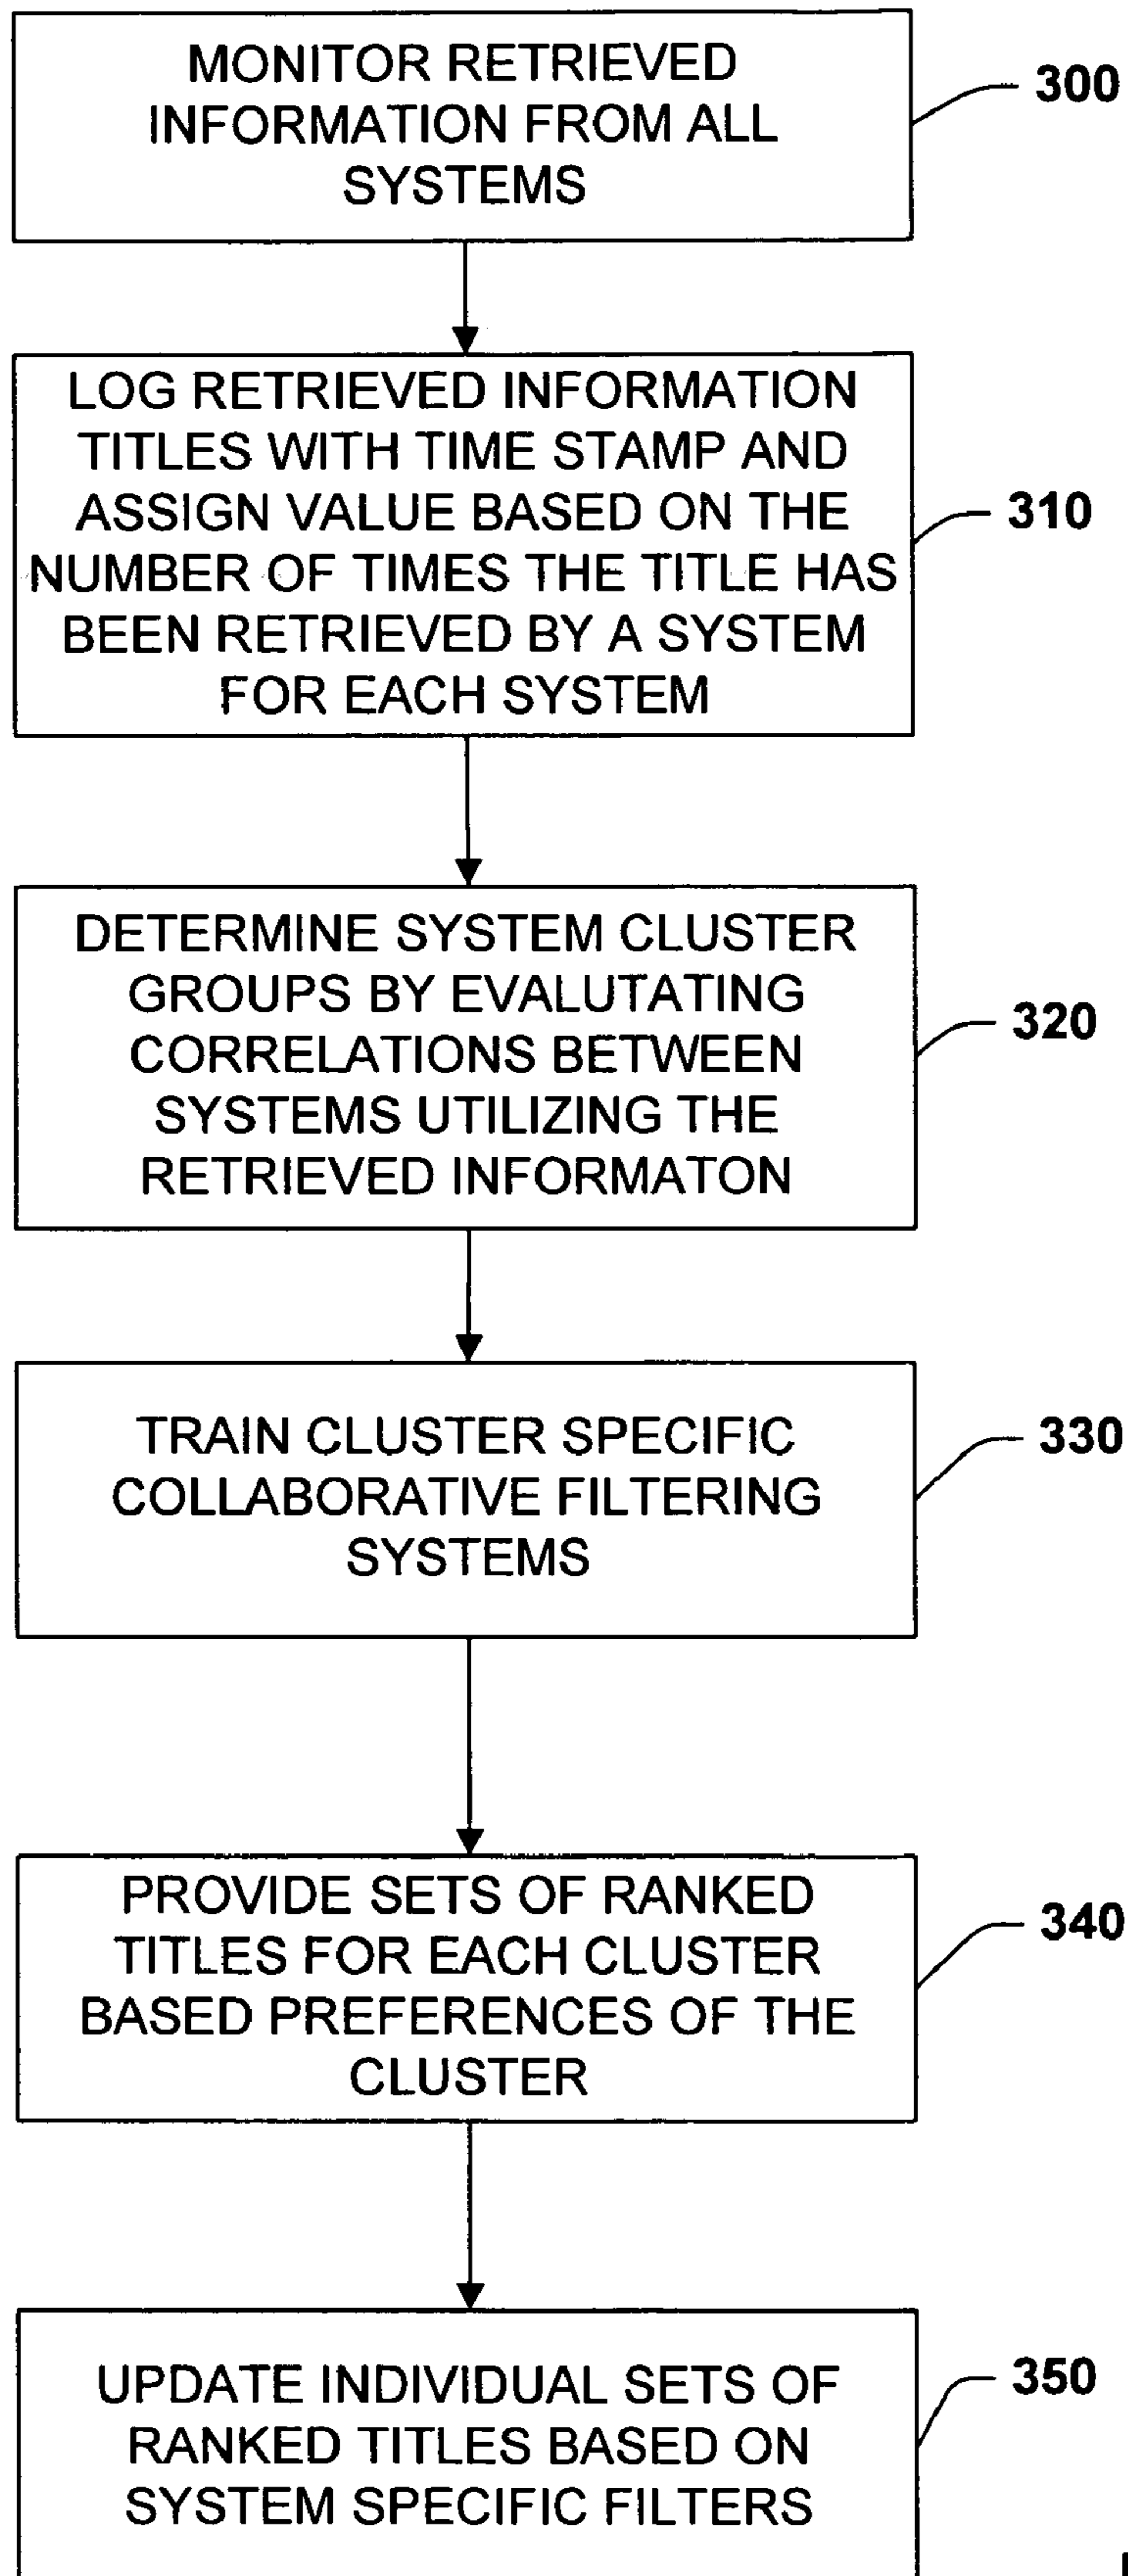 MONITOR RETRIEVED
INFORMATION FROM ALL
SYSTEMS
300
LOG RETRIEVED INFORMATION
TITLES WITH TIME STAMP AND
ASSIGN VALUE BASED ON THE
NUMBER OF TIMES THE TITLE HAS
BEEN RETRIEVED BY A SYSTEM
FOR EACH SYSTEM
310
DETERMINE SYSTEM CLUSTER
GROUPS BY EVALUTATING
CORRELATIONS BETWEEN
SYSTEMS UTILIZING THE
RETRIEVED INFORMATON
320
TRAIN CLUSTER SPECIFIC
COLLABORATIVE FILTERING
SYSTEMS
330
PROVIDE SETS OF RANKED
TITLES FOR EACH CLUSTER
BASED PREFERENCES OF THE
CLUSTER
340
UPDATE INDIVIDUAL SETS OF
RANKED TITLES BASED ON
SYSTEM SPECIFIC FILTERS
350